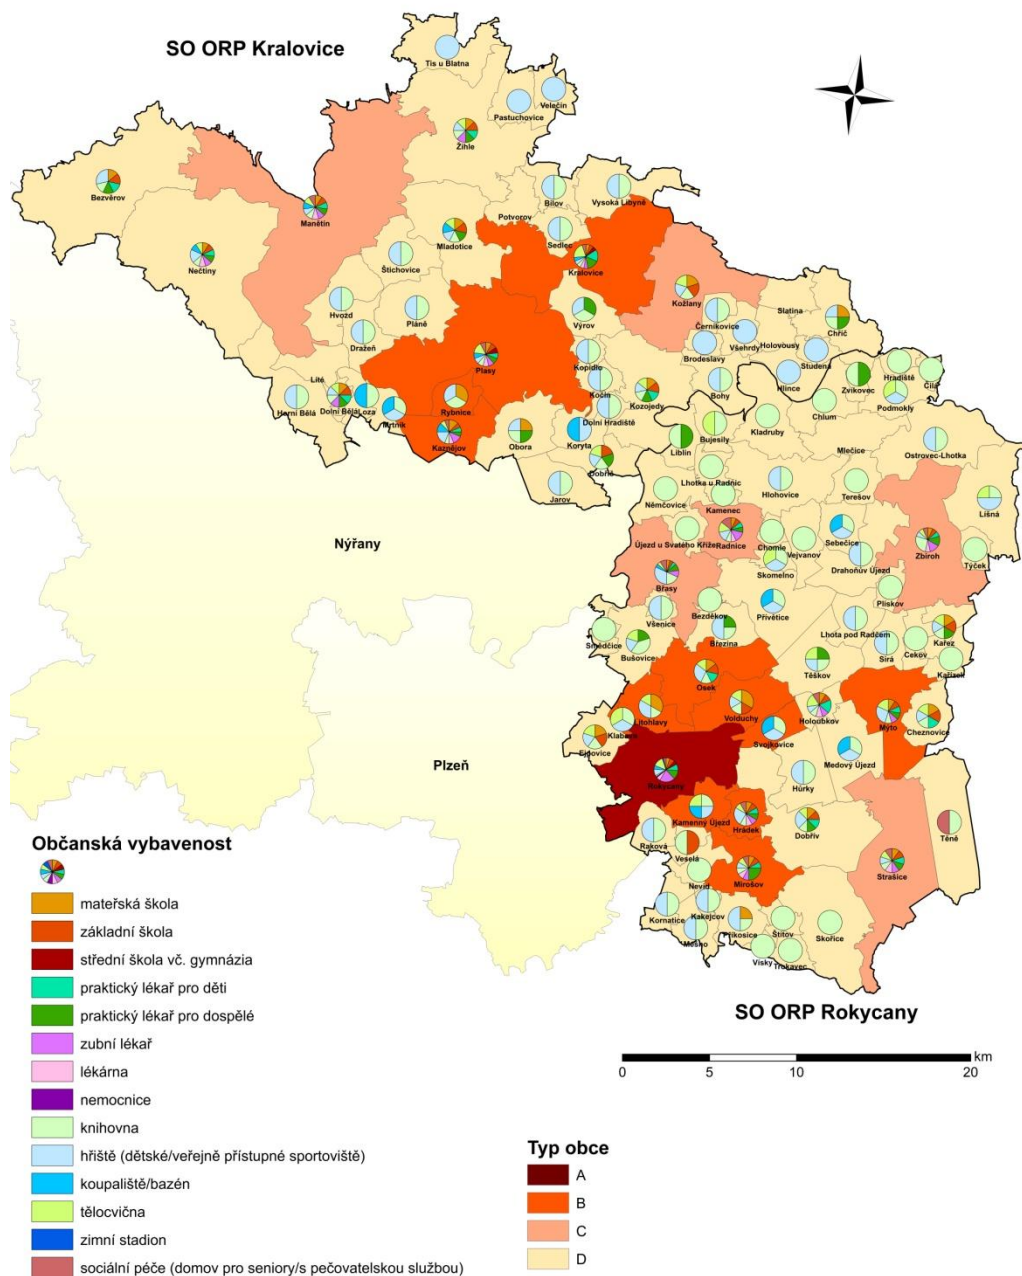 SO ORP Kralovice
Tis u Blatna
Velečín
Pastuchovice
Žihle
Bezvěrov
Manětín
Bílov
Vysoká Libyně
Potvorov
Mladotice
Sedlec
Nečtiny
Štichovice
Kralovice
Kožlany
Hvozd
Pláně
Výrov
Černíkovice
Slatina
Chříč
Dražeň
Všehrdy
Holovousy
Brodeslavy
Studená
Plasy
Kopidlo
Hradiště
Čilá
Lité
Kočín
Bohy
Hlince
Zvíkovec
Podmokly
Horní Bělá
Dolní Bělá
Loza
Rybnice
Kozojedy
Mrtník
Dolní Hradiště
Chlum
Kaznějov
Obora
Koryta
Bujesily
Kladruby
Liblín
Mlečice
Ostrovec-Lhotka
Dobříč
Lhotka u Radnic
Jarov
Němčovice
Kamenec
Hlohovice
Terešov
Líšná
Nýřany
Újezd u Svatého Kříže
Radnice
Chomle
Vejvanov
Sebečice
Zbiroh
Týček
Skomelno
Drahoňův Újezd
Břasy
Plískov
Všenice
Bezděkov
Přívětice
Smědčice
Bušovice
Březina
Lhota pod Radčem
Sirá
Cekov
Kařez
Kařízek
Těškov
Osek
Litohlavy
Volduchy
Holoubkov
Mýto
Cheznovice
Klabava
Ejpovice
Svojkovice
Medový Újezd
Plzeň
Rokycany
Hůrky
Kamenný Újezd
Hrádek
Dobřív
Těně
Raková
Veselá
Strašice
Nevid
Mirošov
Kornatice
Kakejcov
Mešno
Příkosice
Štítov
Skořice
Vísky
Trokavec
SO ORP Rokycany
km
0 5 10 20
Občanská vybavenost
mateřská škola
základní škola
střední škola vč. gymnázia
praktický lékař pro děti
praktický lékař pro dospělé
zubní lékař
lékárna
nemocnice
knihovna
hřiště (dětské/veřejně přístupné sportoviště)
koupaliště/bazén
tělocvična
zimní stadion
sociální péče (domov pro seniory/s pečovatelskou službou)
Typ obce
A
B
C
D